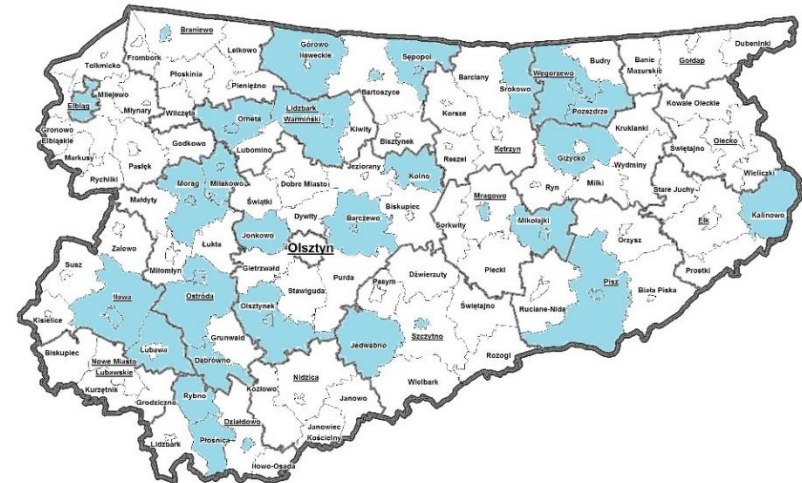 Braniewo
Frombork
Lelkowo
Tolkmicko
Płoskinia
Pieniężno
Górowo
Iławeckie
Sępopol
Bartoszyce
Barciany
Srokowo
Węgorzewo
Budry
Banie
Mazurskie
Gołdap
Dubeninki
Pozezdrze
Elbląg
Milejewo
Młynary
Wilczęta
Orneta
Lidzbark
Warmiński
Kiwity
Bisztynek
Korsze
Reszel
Kętrzyn
Giżycko
Kruklanki
Kowale Oleckie
Świętajno
Olecko
Wieliczki
Gronowo
Elbląskie
Markusy
Rychliki
Pasłęk
Godkowo
Lubomino
Dobre Miasto
Jeziorany
Kolno
Ryn
Miłki
Wydminy
Stare Juchy
Kalinowo
Małdyty
Morąg
Miłakowo
Świątki
Dywity
Barczewo
Biskupiec
Mrągowo
Sorkwity
Mikołajki
Orzysz
Ełk
Prostki
Zalewo
Susz
Miłomłyn
Łukta
Jonkowo
Olsztyn
Gietrzwałd
Stawiguda
Purda
Pasym
Dźwierzuty
Piecki
Ruciane-Nida
Pisz
Biała Piska
Kisielice
Iława
Ostróda
Olsztynek
Grunwald
Jedwabno
Szczytno
Świętajno
Rozogi
Biskupiec
Nowe Miasto
Lubawskie
Lubawa
Dąbrówno
Kurzętnik
Grodziczno
Rybno
Kozłowo
Nidzica
Janowo
Wielbark
Lidzbark
Płośnica
Działdowo
Janowiec
Kościelny
Iłowo-Osada